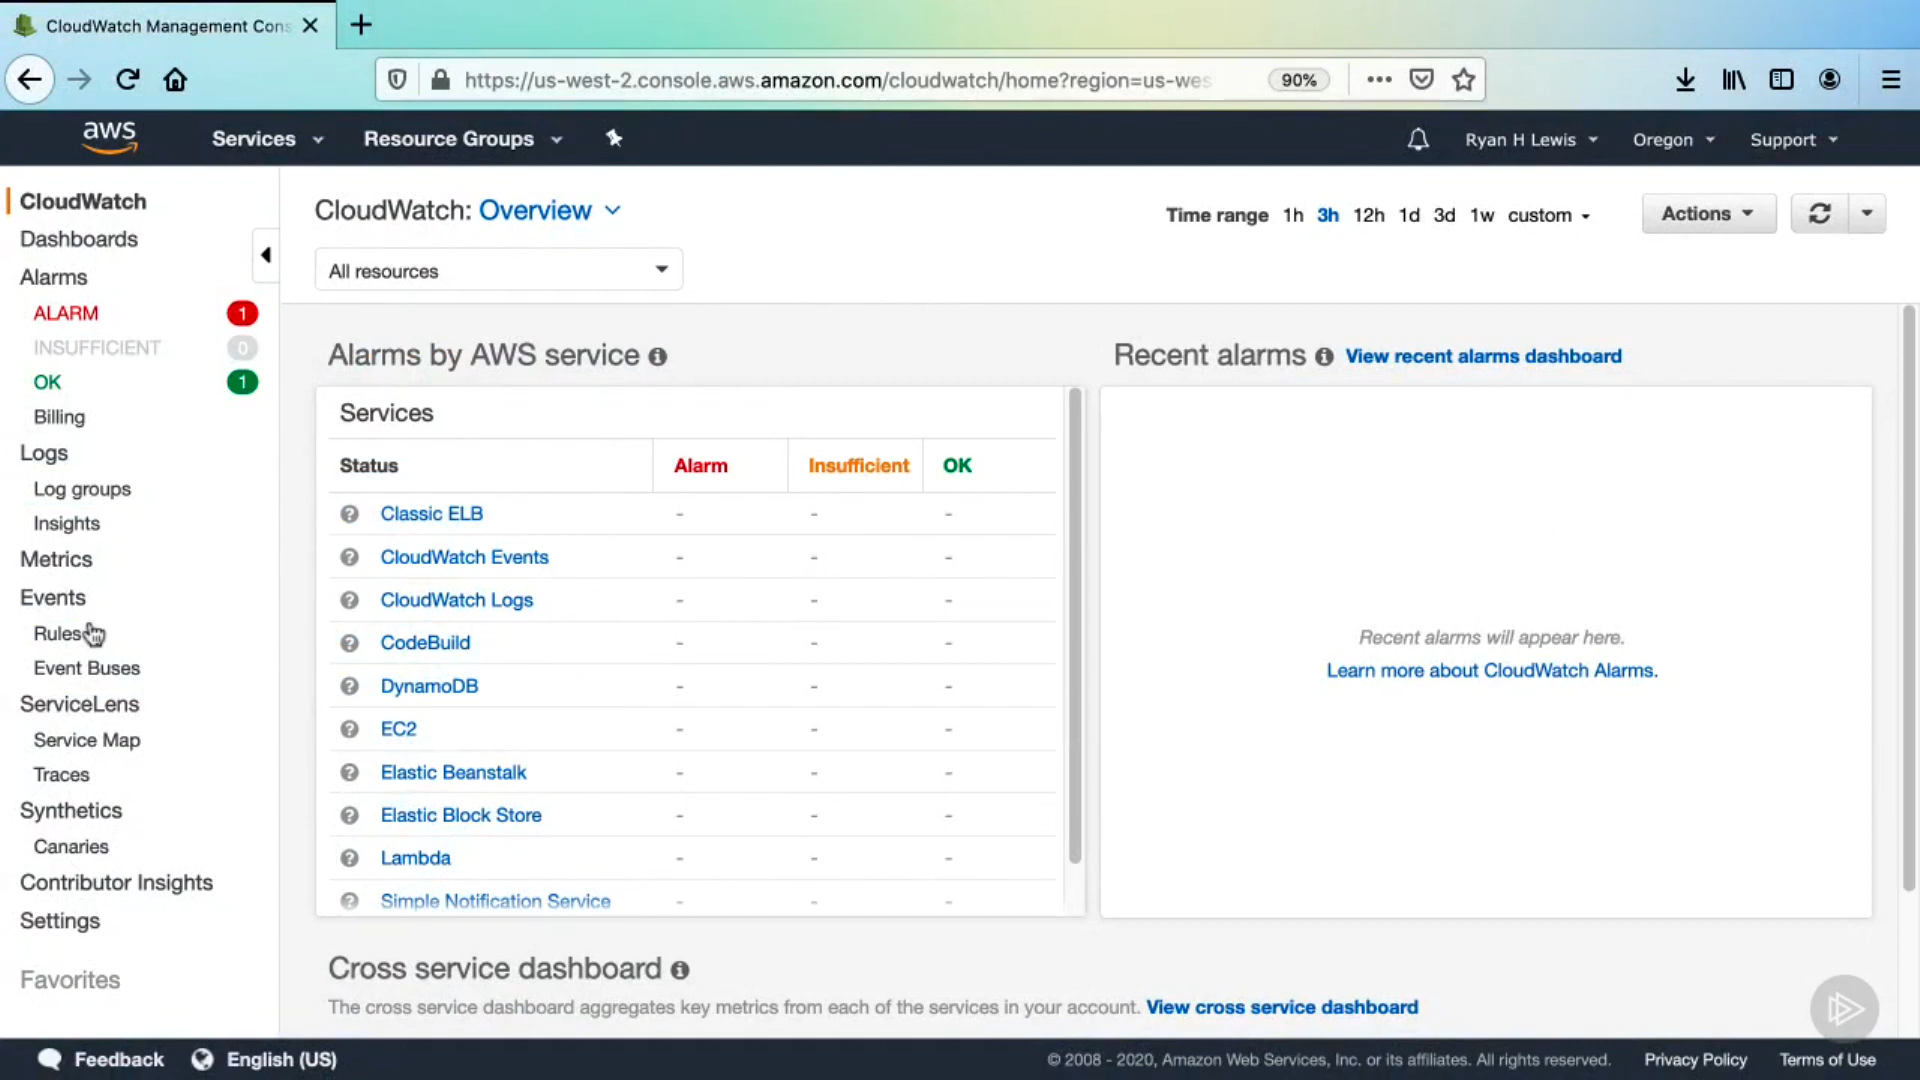 CloudWatch Management Cons
https://us-west-2.console.aws.amazon.com/cloudwatch/home?region=us-wes
90%
aws
Services
Resource Groups
Ryan H Lewis
Oregon
Support
CloudWatch
Dashboards
Alarms
ALARM 1
INSUFFICIENT 0
OK 1
Billing
Logs
Log groups
Insights
Metrics
Events
Rules
Event Buses
ServiceLens
Service Map
Traces
Synthetics
Canaries
Contributor Insights
Settings
Favorites
CloudWatch: Overview
Time range 1h 3h 12h 1d 3d 1w custom
Actions
All resources
Alarms by AWS service
Services
Status Alarm Insufficient OK
Classic ELB - - -
CloudWatch Events - - -
CloudWatch Logs - - -
CodeBuild - - -
DynamoDB - - -
EC2 - - -
Elastic Beanstalk - - -
Elastic Block Store - - -
Lambda - - -
Simple Notification Service - - -
Recent alarms View recent alarms dashboard
Recent alarms will appear here.
Learn more about CloudWatch Alarms.
Cross service dashboard
The cross service dashboard aggregates key metrics from each of the services in your account. View cross service dashboard
Feedback
English (US)
© 2008 - 2020, Amazon Web Services, Inc. or its affiliates. All rights reserved.
Privacy Policy
Terms of Use